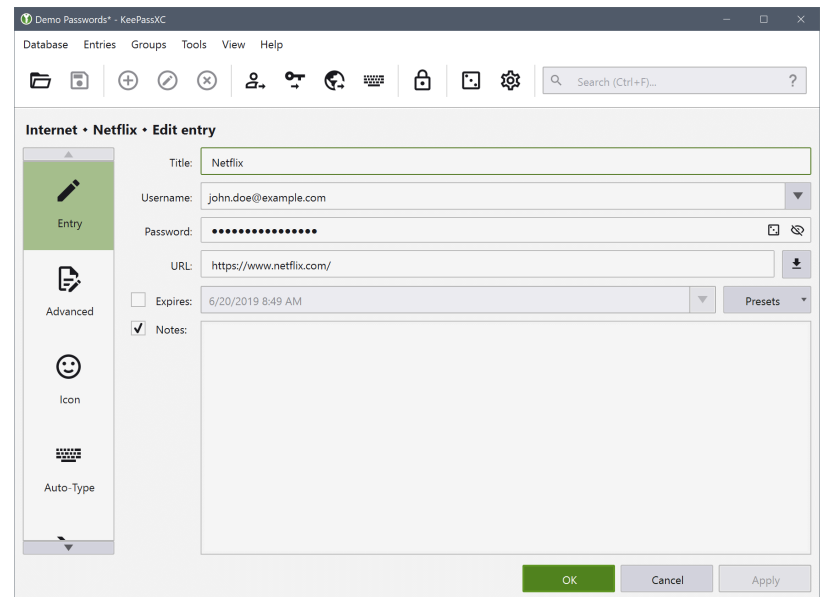 Demo Passwords* - KeePassXC
Database Entries Groups Tools View Help
Search (Ctrl+F)... ?
Internet • Netflix • Edit entry
Title: Netflix
Entry
Username: john.doe@example.com
Password: ●●●●●●●●●●●●●●●●
URL: https://www.netflix.com/
Advanced
Expires: 6/20/2019 8:49 AM Presets
Notes:
Icon
Auto-Type
OK Cancel Apply